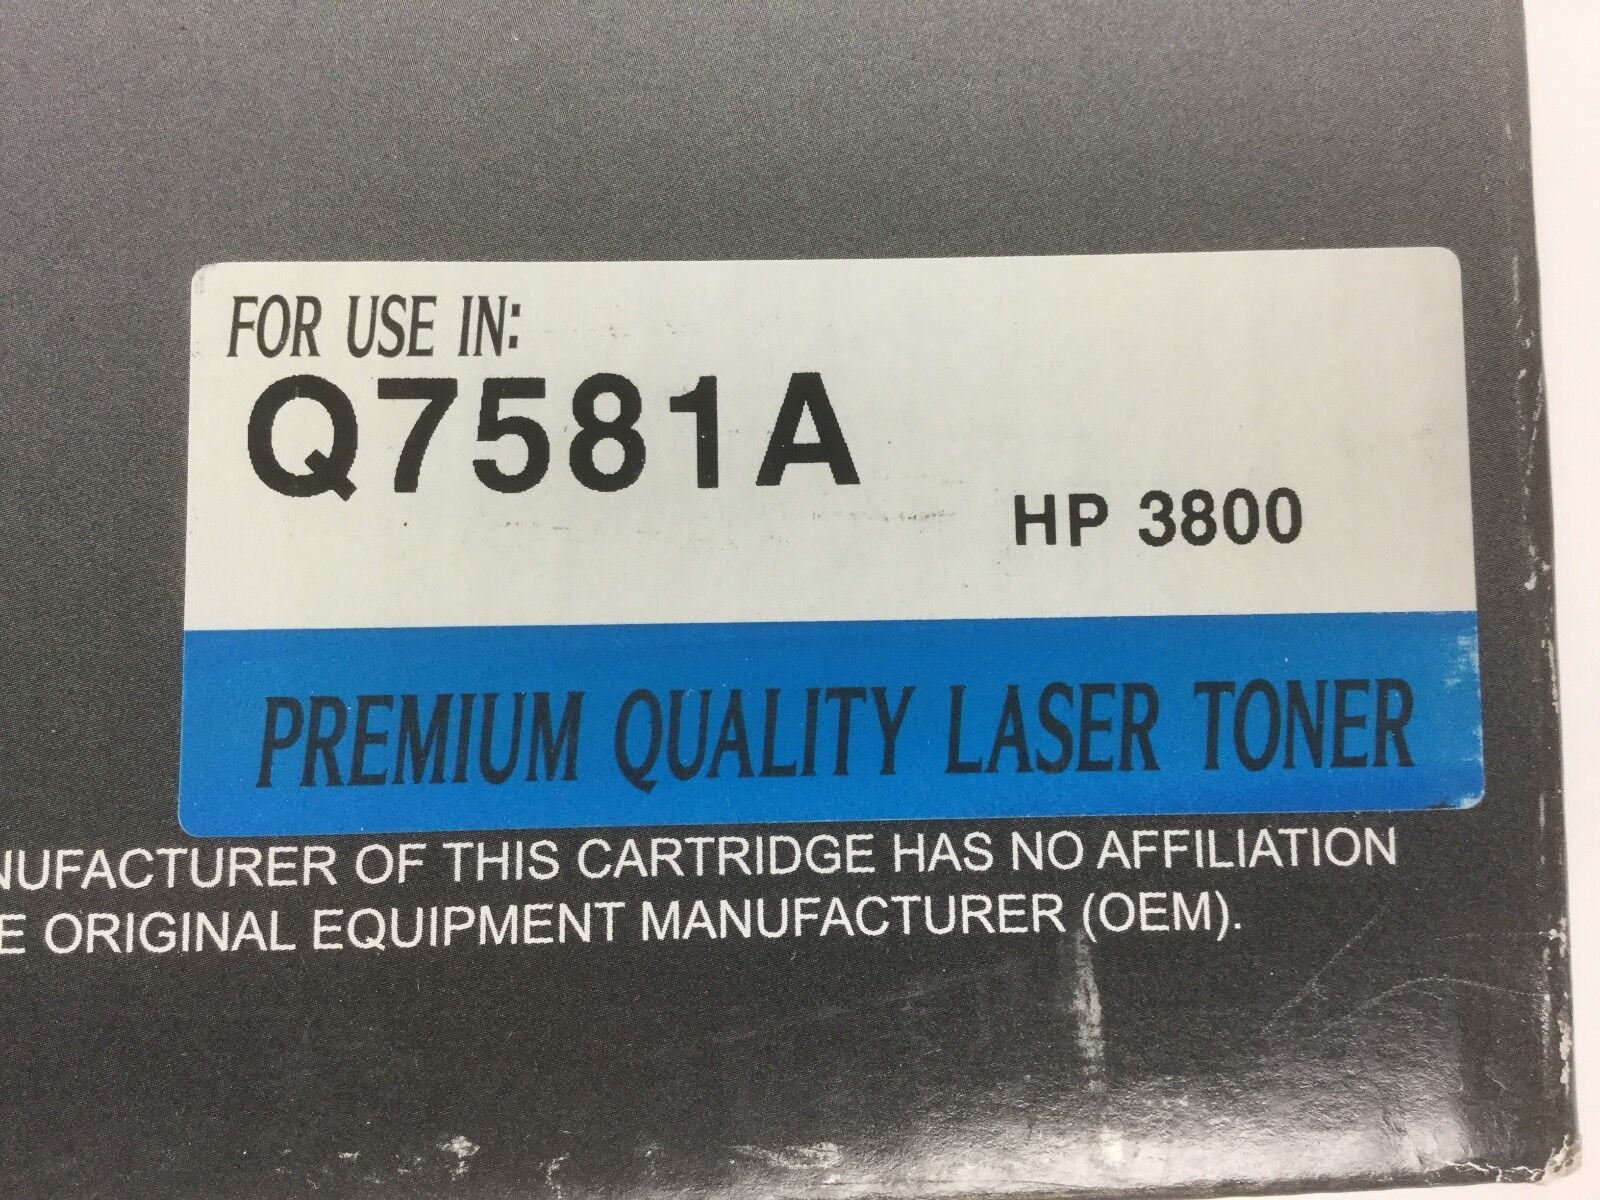 FOR USE IN:
Q7581A
HP 3800
PREMIUM QUALITY LASER TONER
NUFACTURER OF THIS CARTRIDGE HAS NO AFFILIATION
E ORIGINAL EQUIPMENT MANUFACTURER (OEM).